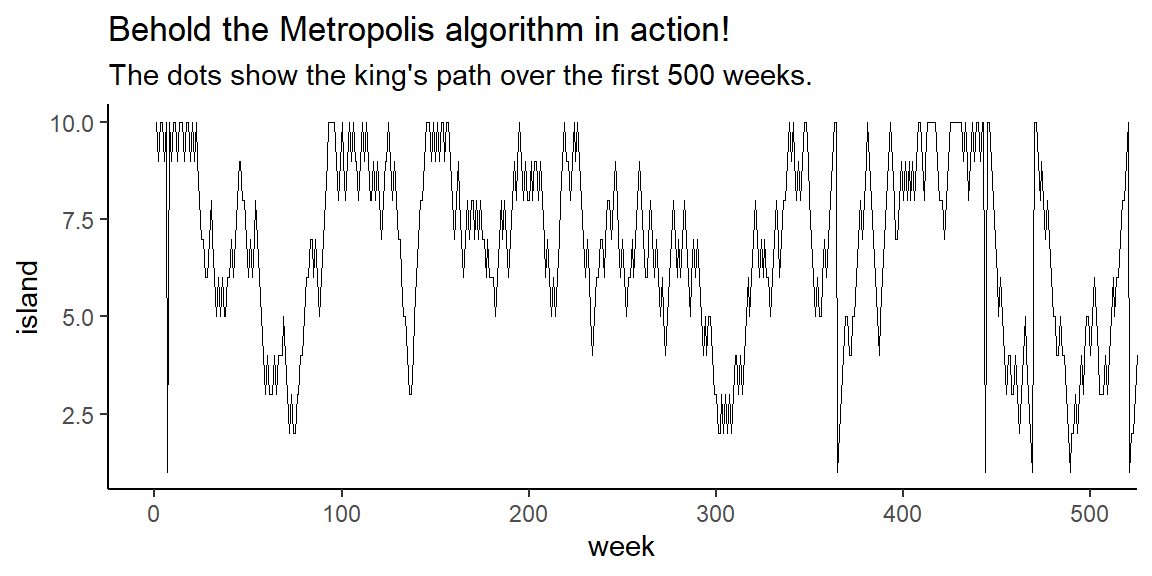 Behold the Metropolis algorithm in action!
The dots show the king's path over the first 500 weeks.
10.0
7.5
5.0
2.5
island
0 100 200 300 400 500
week